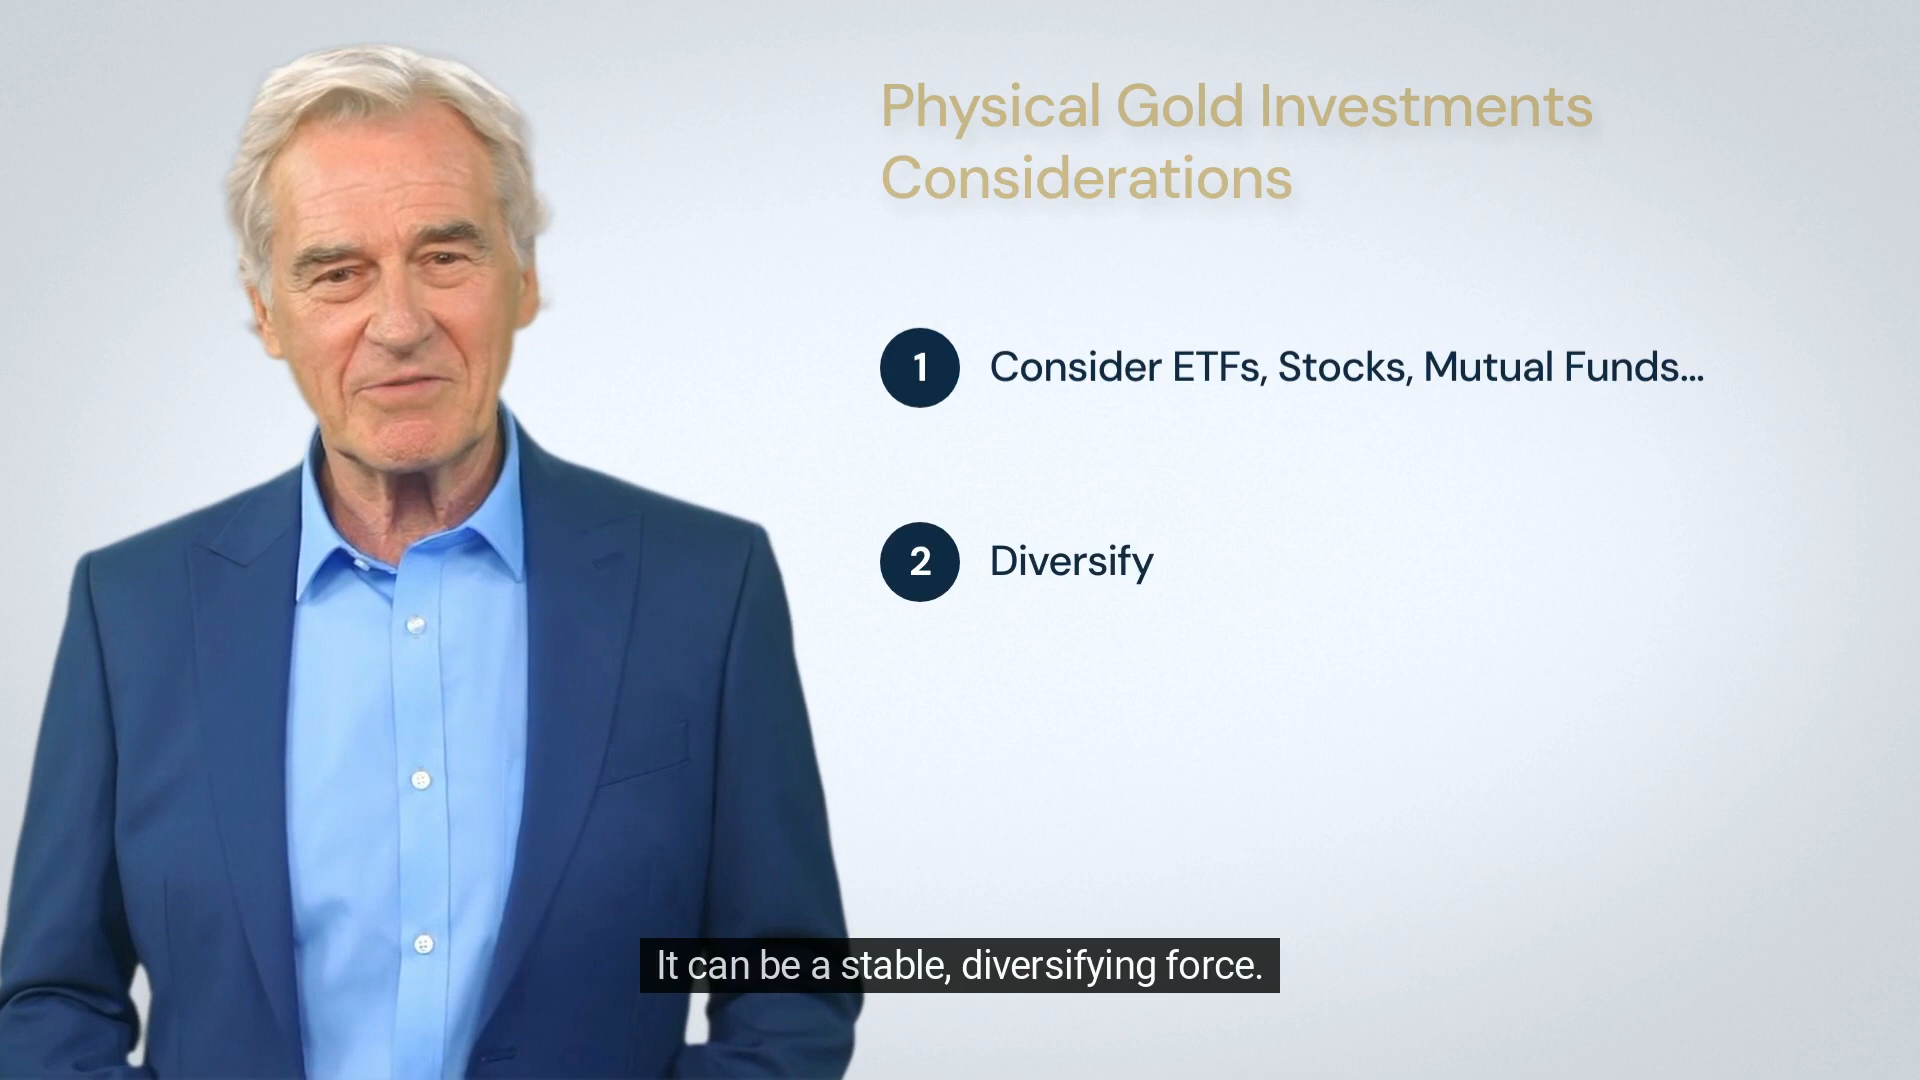 Physical Gold Investments
Considerations
1 Consider ETFs, Stocks, Mutual Funds...
2 Diversify
It can be a stable, diversifying force.